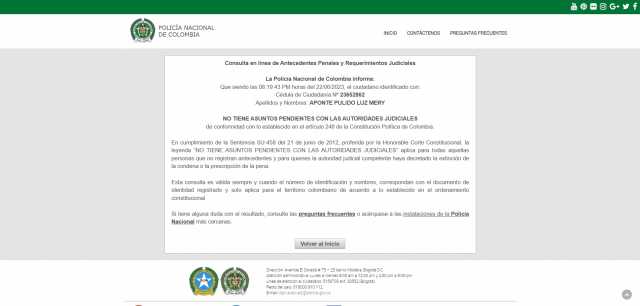 POLICÍA NACIONAL
DE COLOMBIA
INICIO CONTÁCTENOS PREGUNTAS FRECUENTES
Consulta en línea de Antecedentes Penales y Requerimientos Judiciales
La Policía Nacional de Colombia informa:
Que siendo las 06:19:43 PM horas del 22/06/2023, el ciudadano identificado con:
Cédula de Ciudadanía Nº 23652862
Apellidos y Nombres: APONTE PULIDO LUZ MERY
NO TIENE ASUNTOS PENDIENTES CON LAS AUTORIDADES JUDICIALES
de conformidad con lo establecido en el artículo 248 de la Constitución Política de Colombia.
En cumplimiento de la Sentencia SU-458 del 21 de junio de 2012, proferida por la Honorable Corte Constitucional, la
leyenda "NO TIENE ASUNTOS PENDIENTES CON LAS AUTORIDADES JUDICIALES" aplica para todas aquellas
personas que no registran antecedentes y para quienes la autoridad judicial competente haya decretado la extinción de
la condena o la prescripción de la pena.
Esta consulta es válida siempre y cuando el número de identificación y nombres, correspondan con el documento de
identidad registrado y solo aplica para el territorio colombiano de acuerdo a lo establecido en el ordenamiento
constitucional.
Si tiene alguna duda con el resultado, consulte las preguntas frecuentes o acérquese a las instalaciones de la Policía
Nacional más cercanas.
Volver al Inicio